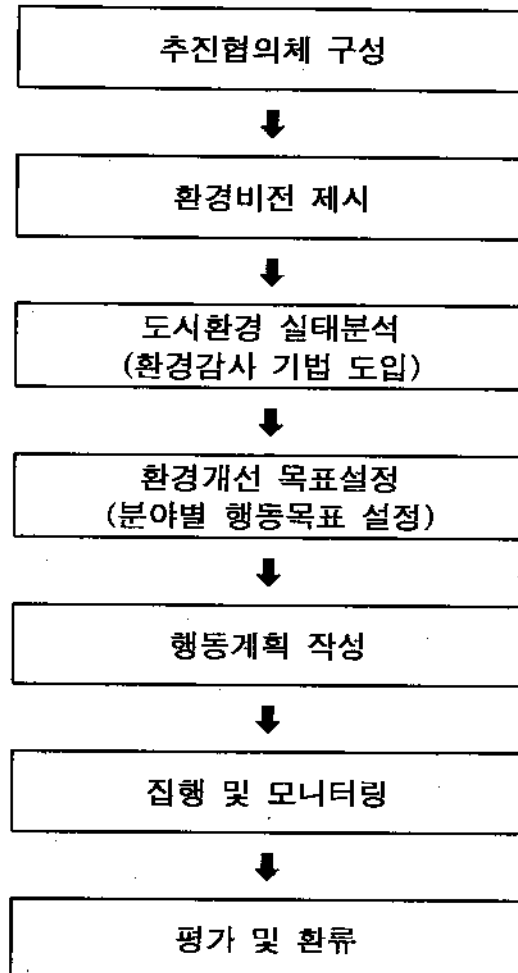 추진협의체 구성
환경비전 제시
도시환경 실태분석
(환경감사 기법 도입)
환경개선 목표설정
(분야별 행동목표 설정)
행동계획 작성
집행 및 모니터링
평가 및 환류